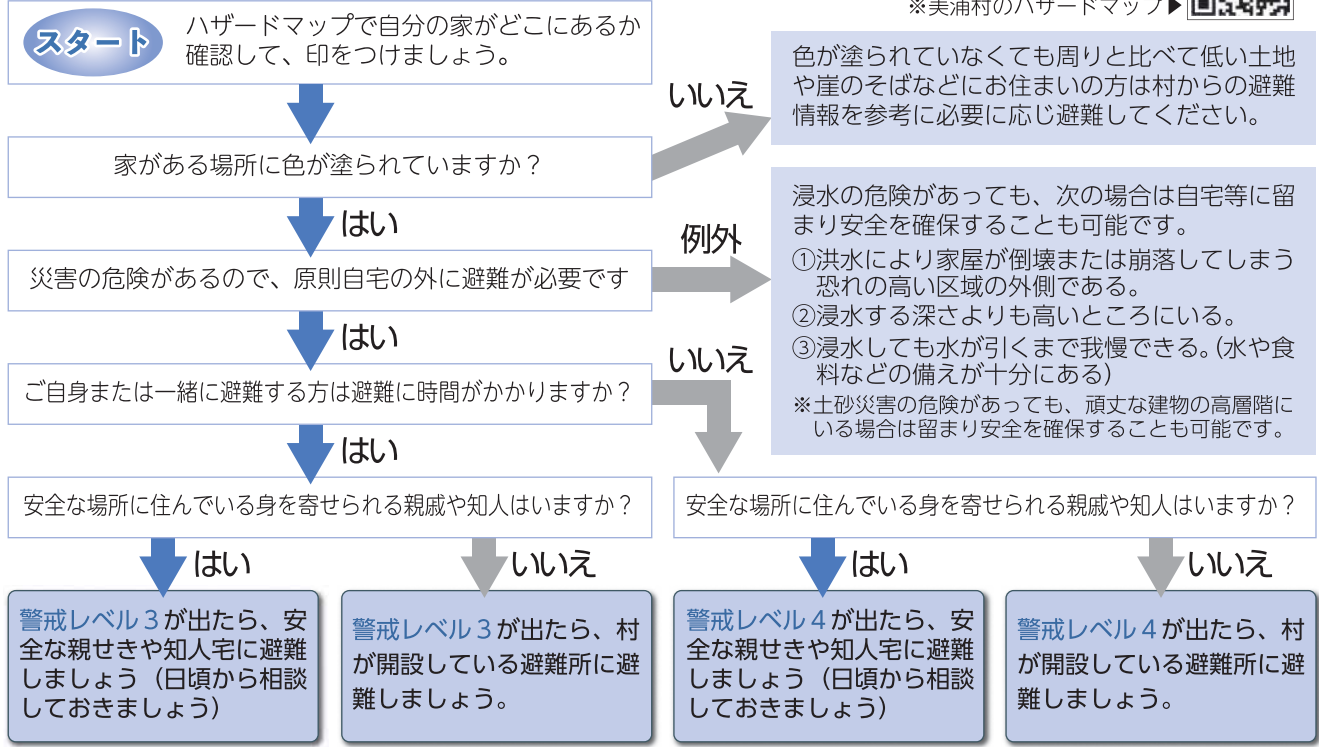 ※美浦村のハザードマップ▶
スタート
ハザードマップで自分の家がどこにあるか
確認して、印をつけましょう。
色が塗られていなくても周りと比べて低い土地
や崖のそばなどにお住まいの方は村からの避難
情報を参考に必要に応じ避難してください。
いいえ
家がある場所に色が塗られていますか？
はい
浸水の危険があっても、次の場合は自宅等に留
まり安全を確保することも可能です。
①洪水により家屋が倒壊または崩落してしまう
恐れの高い区域の外側である。
②浸水する深さよりも高いところにいる。
③浸水しても水が引くまで我慢できる。（水や食
料などの備えが十分にある）
※土砂災害の危険があっても、頑丈な建物の高層階に
いる場合は留まり安全を確保することも可能です。
例外
災害の危険があるので、原則自宅の外に避難が必要です
はい
いいえ
ご自身または一緒に避難する方は避難に時間がかかりますか？
はい
安全な場所に住んでいる身を寄せられる親戚や知人はいますか？
安全な場所に住んでいる身を寄せられる親戚や知人はいますか？
はい
いいえ
はい
いいえ
警戒レベル３が出たら、安
全な親せきや知人宅に避難
しましょう（日頃から相談
しておきましょう）
警戒レベル３が出たら、村
が開設している避難所に避
難しましょう。
警戒レベル４が出たら、安
全な親せきや知人宅に避難
しましょう（日頃から相談
しておきましょう）
警戒レベル４が出たら、村
が開設している避難所に避
難しましょう。